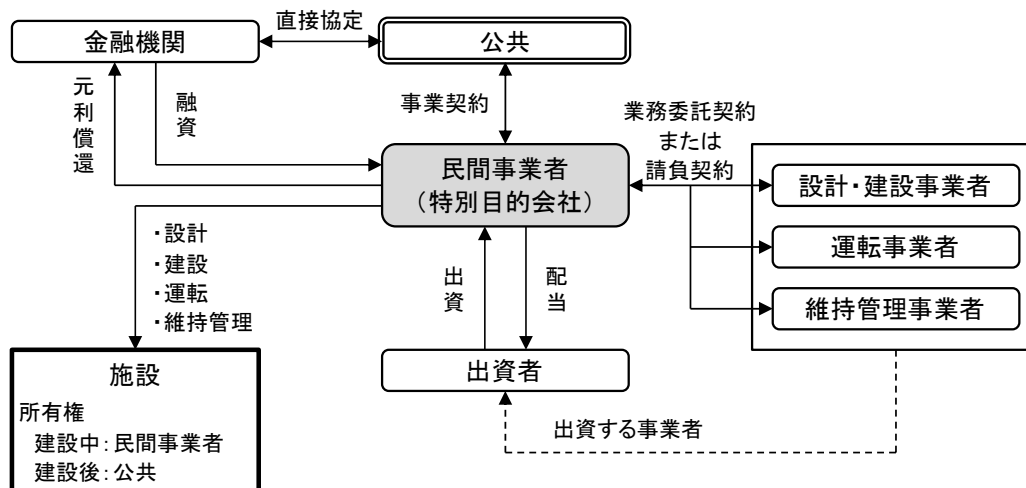 直接協定
金融機関
公共
元利償還
融資
事業契約
業務委託契約
または
請負契約
民間事業者
（特別目的会社）
設計・建設事業者
運転事業者
維持管理事業者
・設計
・建設
・運転
・維持管理
出資
配当
施設
所有権
建設中：民間事業者
建設後：公共
出資者
出資する事業者